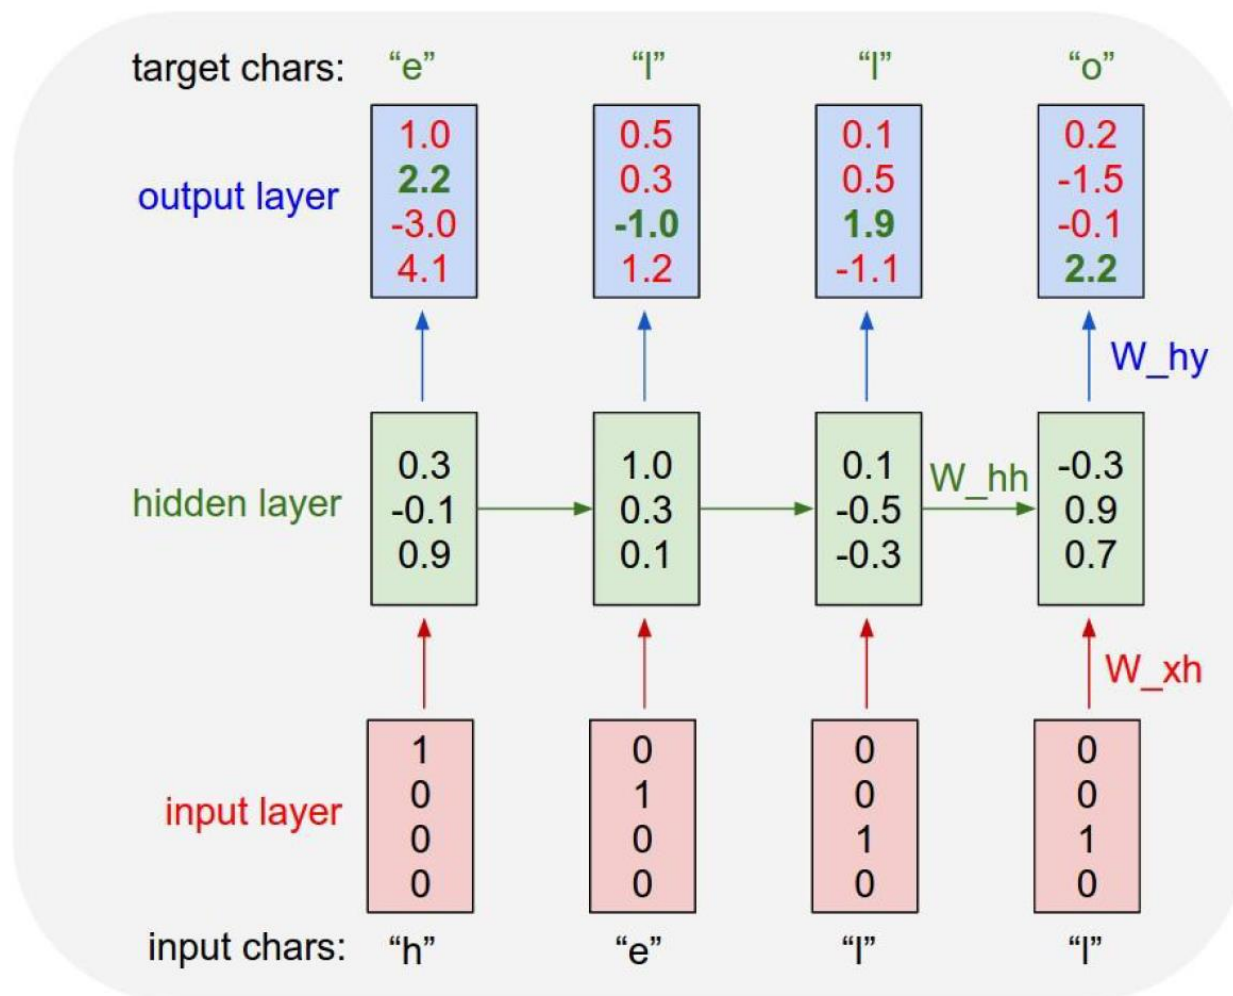 target chars: “e” “l” “l” “o”
1.0 0.5 0.1 0.2
2.2 0.3 0.5 -1.5
output layer
-3.0 -1.0 1.9 -0.1
4.1 1.2 -1.1 2.2
W_hy
0.3 1.0 0.1 W_hh -0.3
hidden layer -0.1 0.3 -0.5 0.9
0.9 0.1 -0.3 0.7
W_xh
1 0 0 0
0 1 0 0
input layer
0 0 1 1
0 0 0 0
input chars: “h” “e” “l” “l”